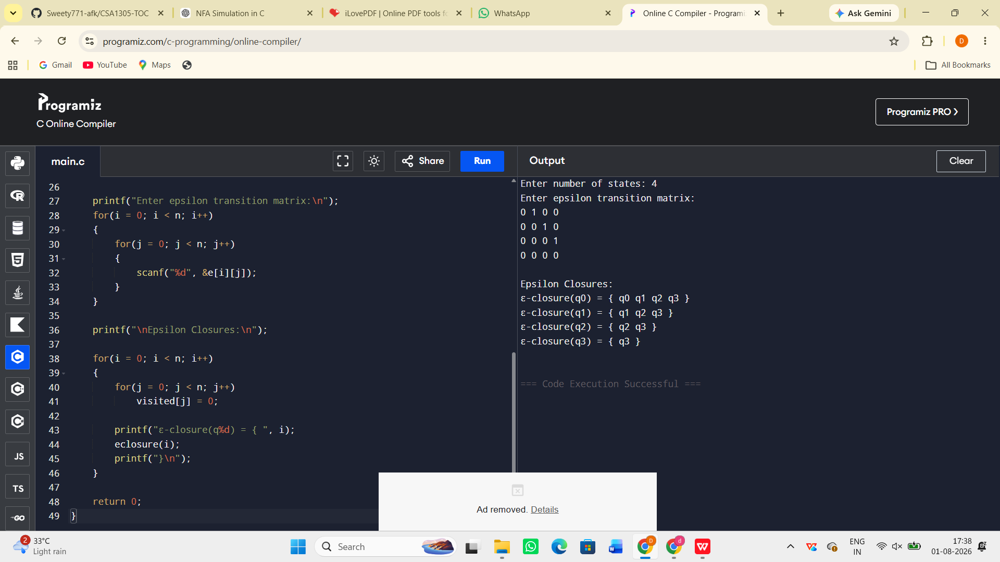 Sweety771-afk/CSA1305-TOC
NFA Simulation in C
iLovePDF | Online PDF tools fo
WhatsApp
Online C Compiler - Programi
Ask Gemini
programiz.com/c-programming/online-compiler/
D
Gmail
YouTube
Maps
All Bookmarks
Programiz
C Online Compiler
Programiz PRO
main.c
Share
Run
Output
Clear
26
27 printf("Enter epsilon transition matrix:\n");
28 for(i = 0; i < n; i++)
29 {
30 for(j = 0; j < n; j++)
31 {
32 scanf("%d", &e[i][j]);
33 }
34 }
35
36 printf("\nEpsilon Closures:\n");
37
38 for(i = 0; i < n; i++)
39 {
40 for(j = 0; j < n; j++)
41 visited[j] = 0;
42
43 printf("ε-closure(q%d) = { ", i);
44 eclosure(i);
45 printf("}\n");
46 }
47
48 return 0;
49 }
Enter number of states: 4
Enter epsilon transition matrix:
0 1 0 0
0 0 1 0
0 0 0 1
0 0 0 0
Epsilon Closures:
ε-closure(q0) = { q0 q1 q2 q3 }
ε-closure(q1) = { q1 q2 q3 }
ε-closure(q2) = { q2 q3 }
ε-closure(q3) = { q3 }
=== Code Execution Successful ===
JS
TS
GO
Ad removed. Details
2
33°C
Light rain
Search
D
d
ENG
IN
17:38
01-08-2026